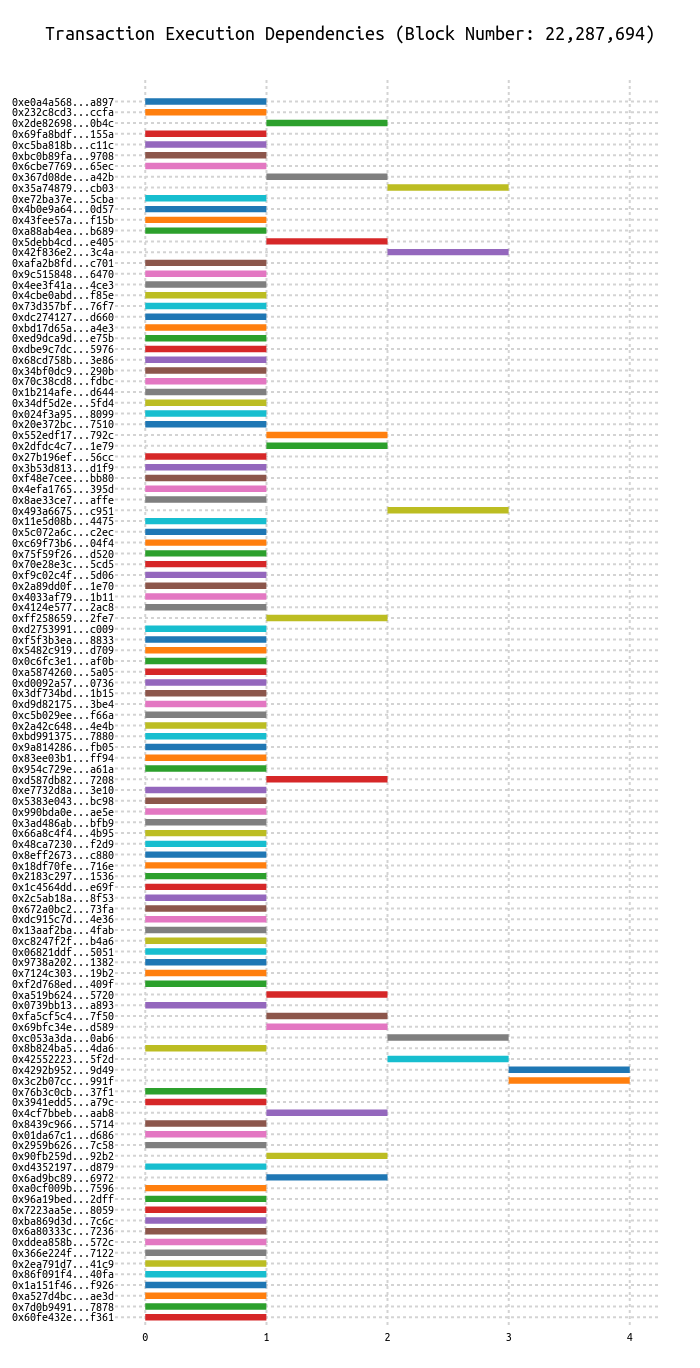 Transaction Execution Dependencies (Block Number: 22,287,694)
0xe0a4a568...a897
0x232c8cd3...ccfa
0x2de82698...0b4c
0x69fa8bdf...155a
0xc5ba818b...c11c
0xbc0b89fa...9708
0x6cbe7769...65ec
0x367d08de...a42b
0x35a74879...cb03
0xe72ba37e...5cba
0x4b0e9a64...0d57
0x43fee57a...f15b
0xa88ab4ea...b689
0x5debb4cd...e405
0x42f836e2...3c4a
0xafa2b8fd...c701
0x9c515848...6470
0x4ee3f41a...4ce3
0x4cbe0abd...f85e
0x73d357bf...76f7
0xdc274127...d660
0xbd17d65a...a4e3
0xed9dca9d...e75b
0xdbe9c7dc...5976
0x68cd758b...3e86
0x34bf0dc9...290b
0x70c38cd8...fdbc
0x1b214afe...d644
0x34df5d2e...5fd4
0x024f3a95...8099
0x20e372bc...7510
0x552edf17...792c
0x2dfdc4c7...1e79
0x27b196ef...56cc
0x3b53d813...d1f9
0xf48e7cee...bb80
0x4efa1765...395d
0x8ae33ce7...affe
0x493a6675...c951
0x11e5d08b...4475
0x5c072a6c...c2ec
0xc69f73b6...04f4
0x75f59f26...d520
0x70e28e3c...5cd5
0xf9c02c4f...5d06
0x2a89dd0f...1e70
0x4033af79...1b11
0x4124e577...2ac8
0xff258659...2fe7
0xd2753991...c009
0xf5f3b3ea...8833
0x5482c919...d709
0x0c6fc3e1...af0b
0xa5874260...5a05
0xd0092a57...0736
0x3df734bd...1b15
0xd9d82175...3be4
0xc5b029ee...f66a
0x2a42c648...4e4b
0xbd991375...7880
0x9a814286...fb05
0x83ee03b1...ff94
0x954c729e...a61a
0xd587db82...7208
0xe7732d8a...3e10
0x5383e043...bc98
0x990bda0e...ae5e
0x3ad486ab...bfb9
0x66a8c4f4...4b95
0x48ca7230...f2d9
0x8eff2673...c880
0x18df70fe...716e
0x2183c297...1536
0x1c4564dd...e69f
0x2c5ab18a...8f53
0x672a0bc2...73fa
0xdc915c7d...4e36
0x13aaf2ba...4fab
0xc8247f2f...b4a6
0x06821ddf...5051
0x9738a202...1382
0x7124c303...19b2
0xf2d768ed...409f
0xa519b624...5720
0x0739bb13...a893
0xfa5cf5c4...7f50
0x69bfc34e...d589
0xc053a3da...0ab6
0x8b824ba5...4da6
0x42552223...5f2d
0x4292b952...9d49
0x3c2b07cc...991f
0x76b3c0cb...37f1
0x3941edd5...a79c
0x4cf7bbeb...aab8
0x8439c966...5714
0x01da67c1...d686
0x2959b626...7c58
0x90fb259d...92b2
0xd4352197...d879
0x6ad9bc89...6972
0xa0cf009b...7596
0x96a19bed...2dff
0x7223aa5e...8059
0xba869d3d...7c6c
0x6a80333c...7236
0xddea858b...572c
0x366e224f...7122
0x2ea791d7...41c9
0x86f091f4...40fa
0x1a151f46...f926
0xa527d4bc...ae3d
0x7d0b9491...7878
0x60fe432e...f361
0 1 2 3 4